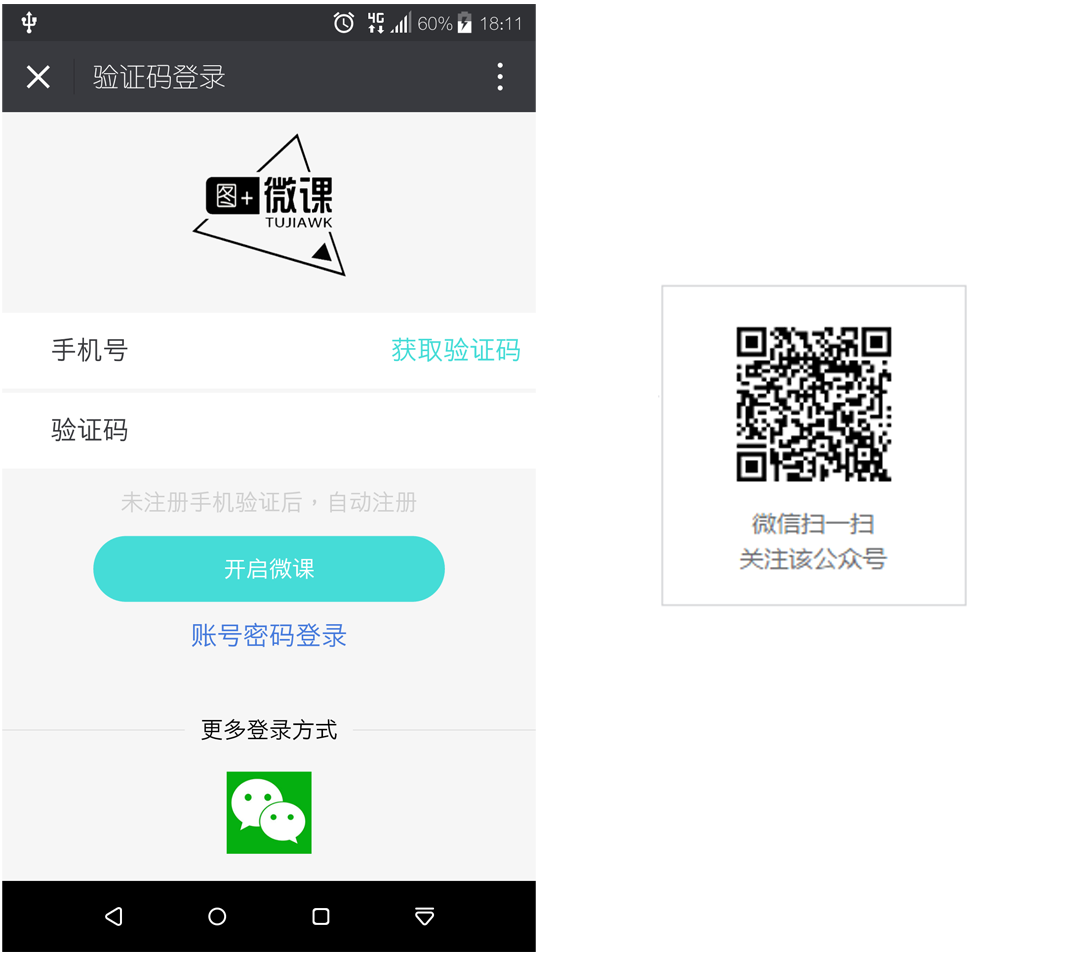 4G 60% 18:11
验证码登录
图+微课
TUJIAWK
手机号 获取验证码
验证码
未注册手机验证后，自动注册
开启微课
账号密码登录
更多登录方式
微信扫一扫
关注该公众号